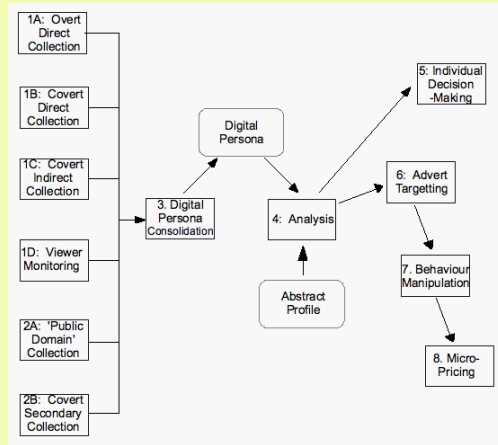 1A: Overt
Direct
Collection
1B: Covert
Direct
Collection
1C: Covert
Indirect
Collection
1D: Viewer
Monitoring
2A: 'Public
Domain'
Collection
2B: Covert
Secondary
Collection
3. Digital
Persona
Consolidation
Digital
Persona
4: Analysis
Abstract
Profile
5: Individual
Decision
-Making
6: Advert
Targetting
7. Behaviour
Manipulation
8. Micro-
Pricing